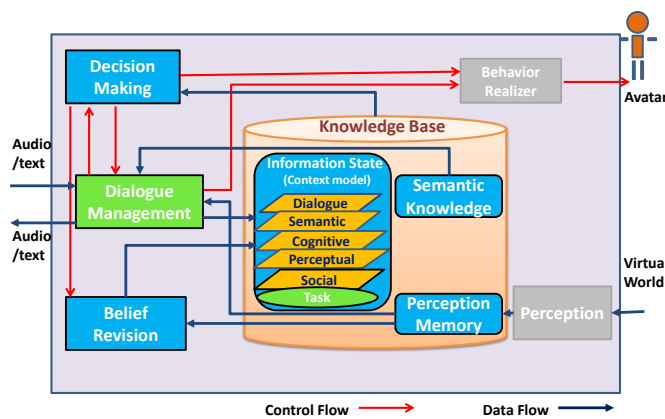 Decision
Making
Behavior
Realizer
Avatar
Knowledge Base
Audio
/text
Information State
(Context model)
Semantic
Knowledge
Dialogue
Management
Dialogue
Semantic
Cognitive
Perceptual
Social
Task
Audio
/text
Virtual
World
Belief
Revision
Perception
Memory
Perception
Control Flow
Data Flow